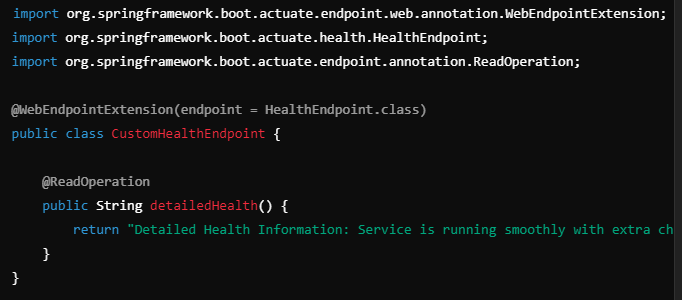 import org.springframework.boot.actuate.endpoint.web.annotation.WebEndpointExtension;
import org.springframework.boot.actuate.health.HealthEndpoint;
import org.springframework.boot.actuate.endpoint.annotation.ReadOperation;
@WebEndpointExtension(endpoint = HealthEndpoint.class)
public class CustomHealthEndpoint {
@ReadOperation
public String detailedHealth() {
return "Detailed Health Information: Service is running smoothly with extra ch
}
}